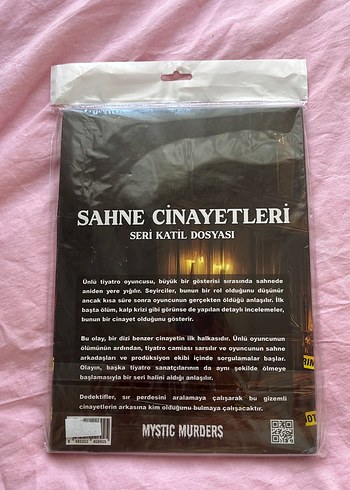 SAHNE CİNAYETLERİ
SERİ KATİL DOSYASI
Ünlü tiyatro oyuncusu, büyük bir gösterisi sırasında sahnede
aniden yere yığılır. Seyirciler, bunun bir rol olduğunu düşünür
ancak kısa süre sonra oyuncunun gerçekten öldüğü anlaşılır. İlk
başta ölüm, kalp krizi gibi görünse de yapılan detaylı incelemeler,
bunun bir cinayet olduğunu gösterir.
Bu olay, bir dizi benzer cinayetin ilk halkasıdır. Ünlü oyuncunun
ölümünün ardından, tiyatro camiası sarsılır ve oyuncunun sahne
arkadaşları ve prodüksiyon ekibi içinde sorgulamalar başlar.
Olayın, başka tiyatro sanatçılarının da aynı şekilde ölmeye
başlamasıyla bir seri halini aldığı anlaşılır.
Dedektifler, sır perdesini aralamaya çalışarak bu gizemli
cinayetlerin arkasına kim olduğunu bulmaya çalışacaktır.
MYSTIC MURDERS